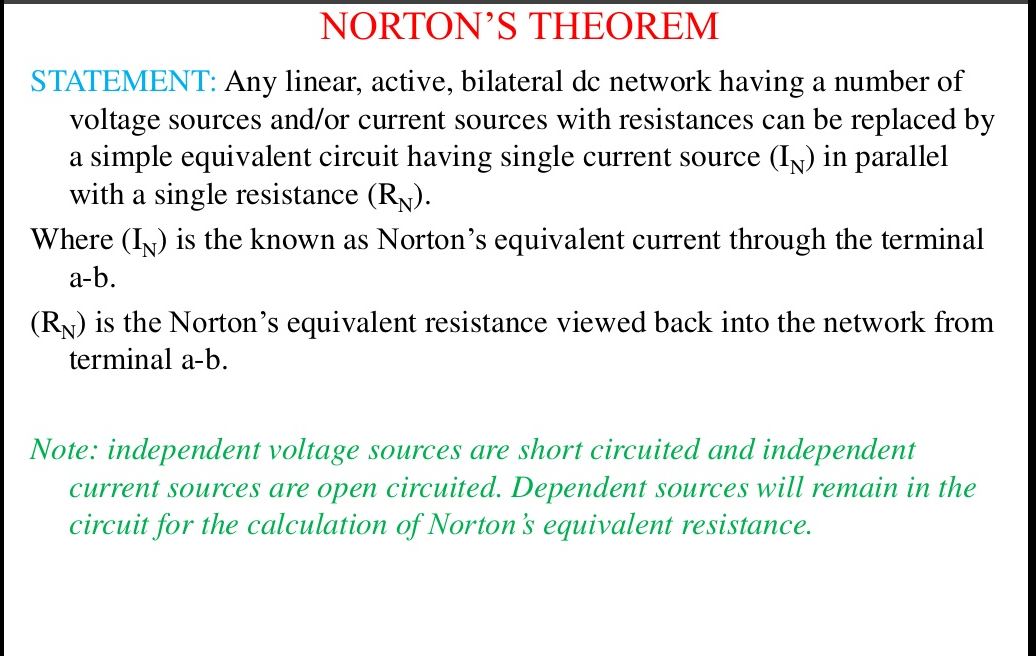 NORTON’S THEOREM
STATEMENT: Any linear, active, bilateral dc network having a number of
voltage sources and/or current sources with resistances can be replaced by
a simple equivalent circuit having single current source (I_N) in parallel
with a single resistance (R_N).
Where (I_N) is the known as Norton’s equivalent current through the terminal
a-b.
(R_N) is the Norton’s equivalent resistance viewed back into the network from
terminal a-b.
Note: independent voltage sources are short circuited and independent
current sources are open circuited. Dependent sources will remain in the
circuit for the calculation of Norton’s equivalent resistance.